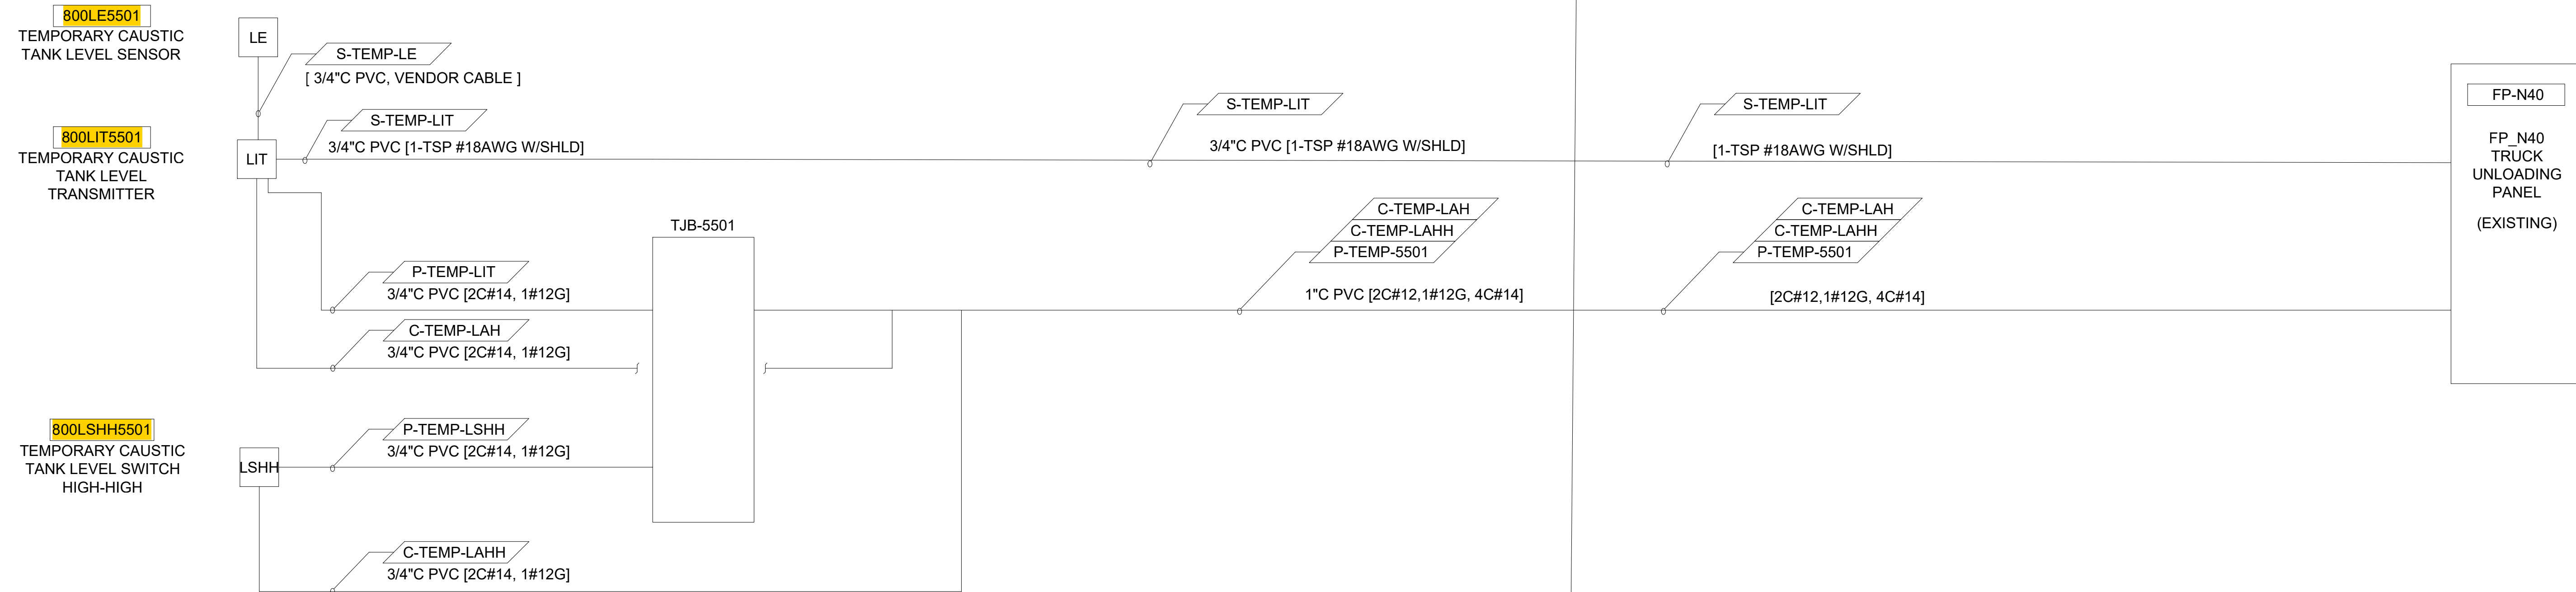 800LE5501
TEMPORARY CAUSTIC
TANK LEVEL SENSOR
LE
S-TEMP-LE
[ 3/4"C PVC, VENDOR CABLE ]
800LIT5501
TEMPORARY CAUSTIC
TANK LEVEL
TRANSMITTER
LIT
S-TEMP-LIT
3/4"C PVC [1-TSP #18AWG W/SHLD]
S-TEMP-LIT
3/4"C PVC [1-TSP #18AWG W/SHLD]
S-TEMP-LIT
[1-TSP #18AWG W/SHLD]
FP-N40
FP_N40
TRUCK
UNLOADING
PANEL
(EXISTING)
TJB-5501
P-TEMP-LIT
3/4"C PVC [2C#14, 1#12G]
C-TEMP-LAH
3/4"C PVC [2C#14, 1#12G]
C-TEMP-LAH
C-TEMP-LAHH
P-TEMP-5501
1"C PVC [2C#12,1#12G, 4C#14]
C-TEMP-LAH
C-TEMP-LAHH
P-TEMP-5501
[2C#12,1#12G, 4C#14]
800LSHH5501
TEMPORARY CAUSTIC
TANK LEVEL SWITCH
HIGH-HIGH
LSHH
P-TEMP-LSHH
3/4"C PVC [2C#14, 1#12G]
C-TEMP-LAHH
3/4"C PVC [2C#14, 1#12G]